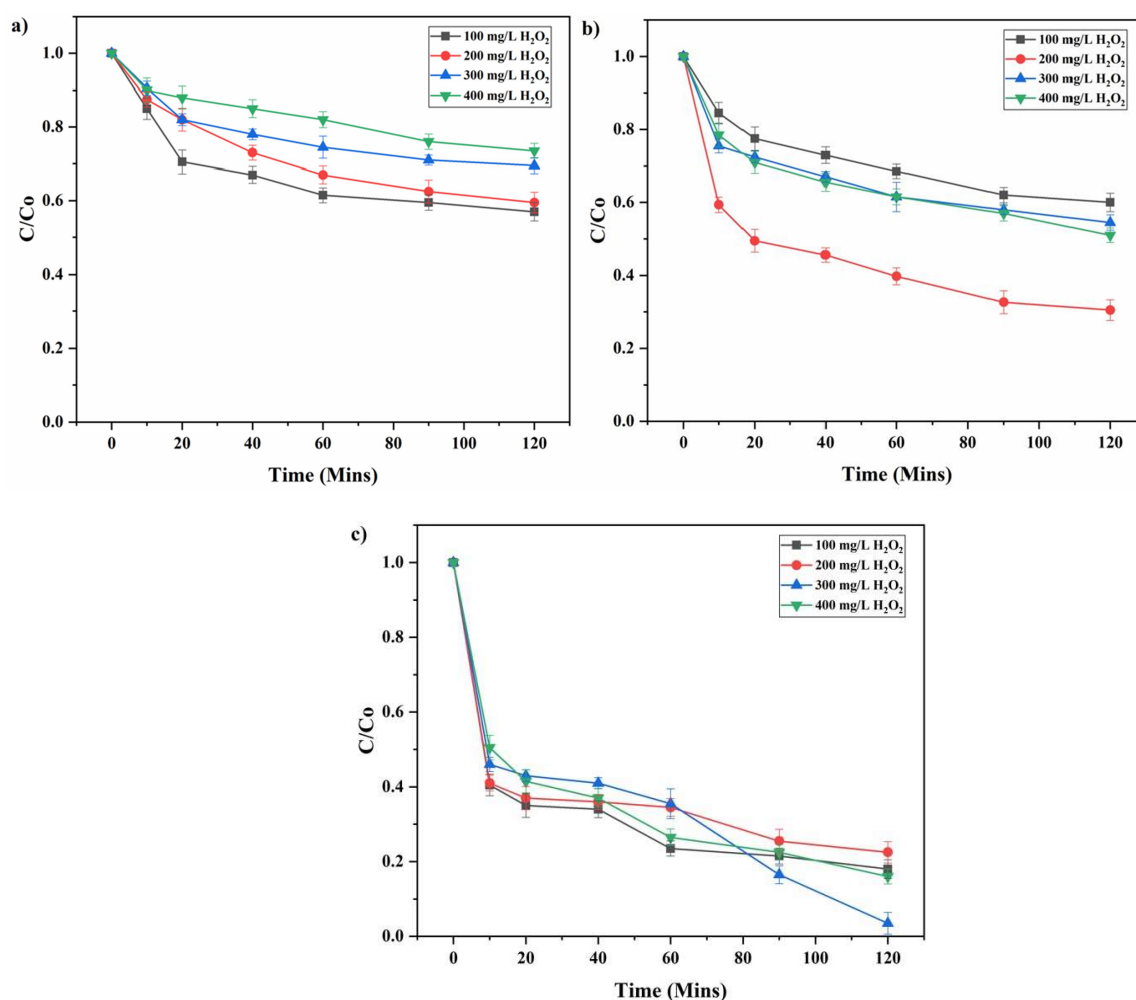 a)
100 mg/L H₂O₂
200 mg/L H₂O₂
300 mg/L H₂O₂
400 mg/L H₂O₂
1.0
0.8
0.6
0.4
0.2
0.0
C/Co
0 20 40 60 80 100 120
Time (Mins)
b)
100 mg/L H₂O₂
200 mg/L H₂O₂
300 mg/L H₂O₂
400 mg/L H₂O₂
1.0
0.8
0.6
0.4
0.2
0.0
C/Co
0 20 40 60 80 100 120
Time (Mins)
c)
100 mg/L H₂O₂
200 mg/L H₂O₂
300 mg/L H₂O₂
400 mg/L H₂O₂
1.0
0.8
0.6
0.4
0.2
0.0
C/Co
0 20 40 60 80 100 120
Time (Mins)